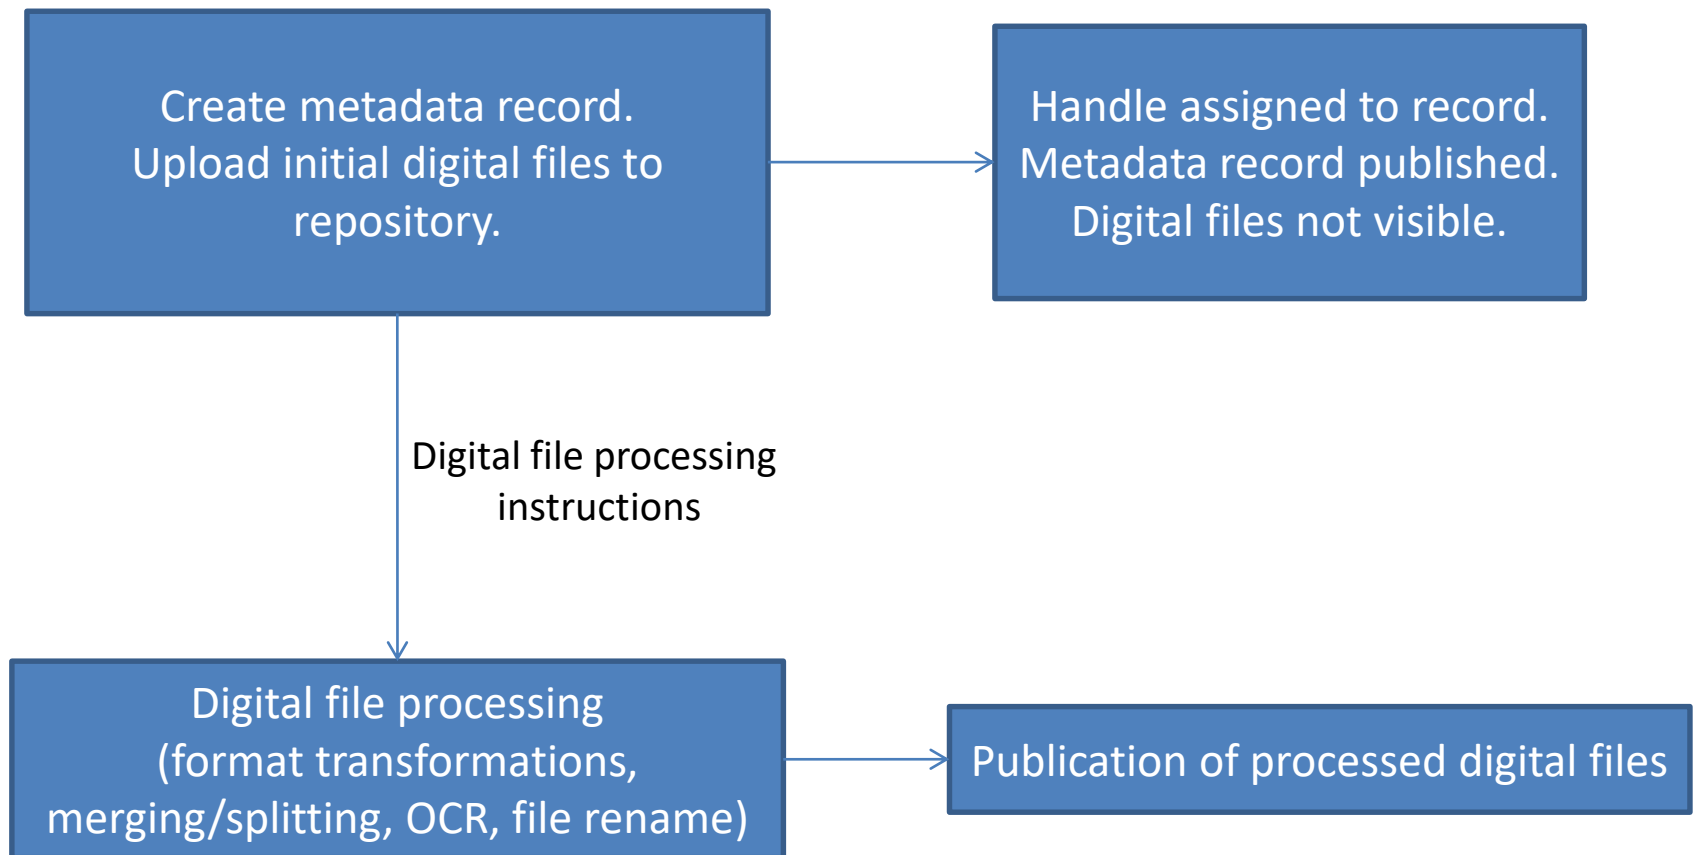 Create metadata record.
Upload initial digital files to
repository.
Handle assigned to record.
Metadata record published.
Digital files not visible.
Digital file processing
instructions
Digital file processing
(format transformations,
merging/splitting, OCR, file rename)
Publication of processed digital files